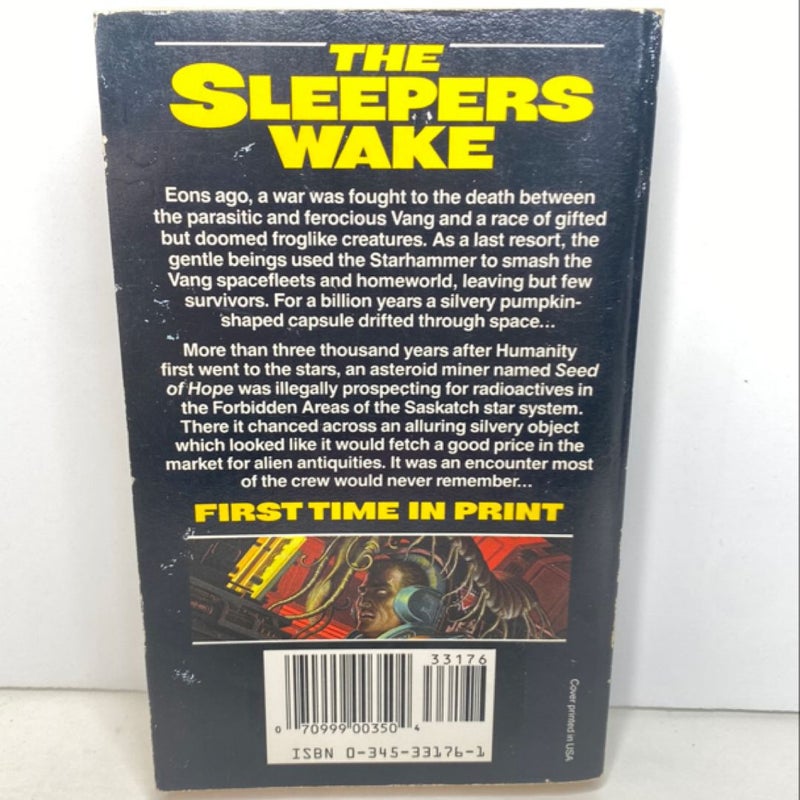 THE
SLEEPERS
WAKE
Eons ago, a war was fought to the death between
the parasitic and ferocious Vang and a race of gifted
but doomed froglike creatures. As a last resort, the
gentle beings used the Starhammer to smash the
Vang spacefleets and homeworld, leaving but few
survivors. For a billion years a silvery pumpkin-
shaped capsule drifted through space...
More than three thousand years after Humanity
first went to the stars, an asteroid miner named Seed
of Hope was illegally prospecting for radioactives in
the Forbidden Areas of the Saskatch star system.
There it chanced across an alluring silvery object
which looked like it would fetch a good price in the
market for alien antiquities. It was an encounter most
of the crew would never remember...
FIRST TIME IN PRINT
33176
0 70999 00350 4
ISBN 0-345-33176-1
Cover printed in USA